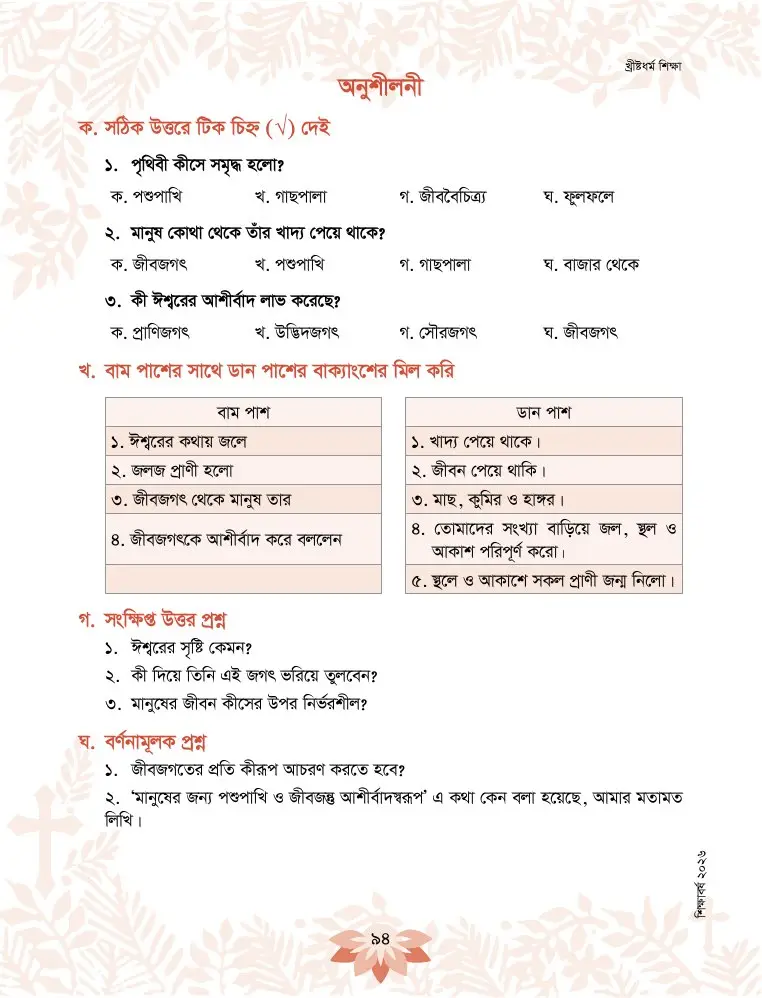 খ্রীষ্টধর্ম শিক্ষা
অনুশীলনী
ক. সঠিক উত্তরে টিক চিহ্ন (√) দেই
১. পৃথিবী কীসে সমৃদ্ধ হলো?
ক. পশুপাখি খ. গাছপালা গ. জীববৈচিত্র্য ঘ. ফুলফলে
২. মানুষ কোথা থেকে তাঁর খাদ্য পেয়ে থাকে?
ক. জীবজগৎ খ. পশুপাখি গ. গাছপালা ঘ. বাজার থেকে
৩. কী ঈশ্বরের আশীর্বাদ লাভ করেছে?
ক. প্রাণিজগৎ খ. উদ্ভিদজগৎ গ. সৌরজগৎ ঘ. জীবজগৎ
খ. বাম পাশের সাথে ডান পাশের বাক্যাংশের মিল করি
বাম পাশ
১. ঈশ্বরের কথায় জলে
২. জলজ প্রাণী হলো
৩. জীবজগৎ থেকে মানুষ তার
৪. জীবজগৎকে আশীর্বাদ করে বললেন
ডান পাশ
১. খাদ্য পেয়ে থাকে।
২. জীবন পেয়ে থাকি।
৩. মাছ, কুমির ও হাঙ্গর।
৪. তোমাদের সংখ্যা বাড়িয়ে জল, স্থল ও
আকাশ পরিপূর্ণ করো।
৫. স্থলে ও আকাশে সকল প্রাণী জন্ম নিলো।
গ. সংক্ষিপ্ত উত্তর প্রশ্ন
১. ঈশ্বরের সৃষ্টি কেমন?
২. কী দিয়ে তিনি এই জগৎ ভরিয়ে তুলবেন?
৩. মানুষের জীবন কীসের উপর নির্ভরশীল?
ঘ. বর্ণনামূলক প্রশ্ন
১. জীবজগতের প্রতি কীরূপ আচরণ করতে হবে?
২. ‘মানুষের জন্য পশুপাখি ও জীবজন্তু আশীর্বাদস্বরূপ’ এ কথা কেন বলা হয়েছে, আমার মতামত
লিখি।
শিক্ষাবর্ষ ২০২৬
৯৪